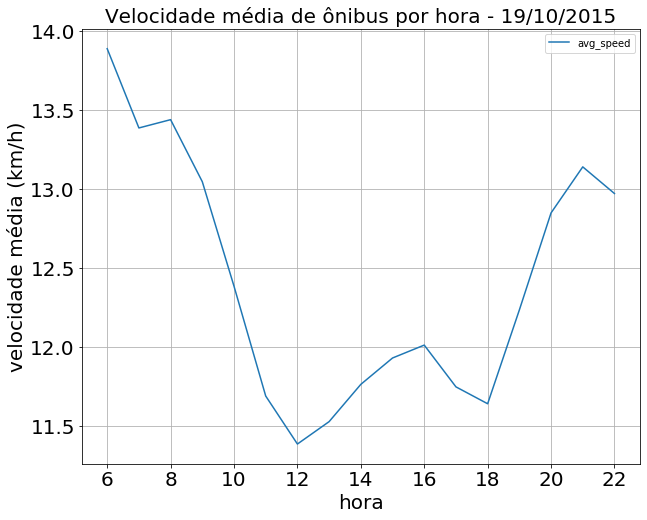 Velocidade média de ônibus por hora - 19/10/2015
avg_speed
velocidade média (km/h)
14.0
13.5
13.0
12.5
12.0
11.5
6 8 10 12 14 16 18 20 22
hora